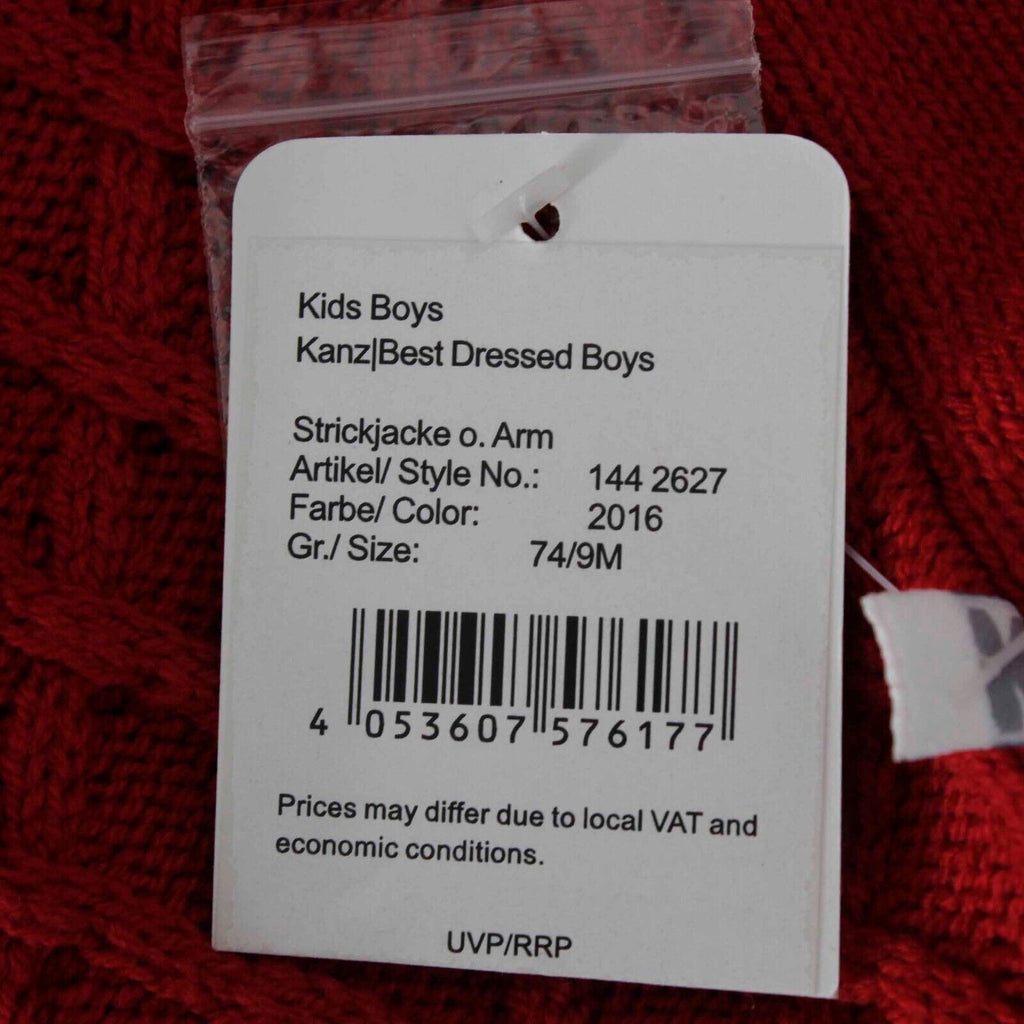 Kids Boys
Kanz|Best Dressed Boys
Strickjacke o. Arm
Artikel/ Style No.: 144 2627
Farbe/ Color: 2016
Gr./ Size: 74/9M
4 053607 576177
Prices may differ due to local VAT and
economic conditions.
UVP/RRP